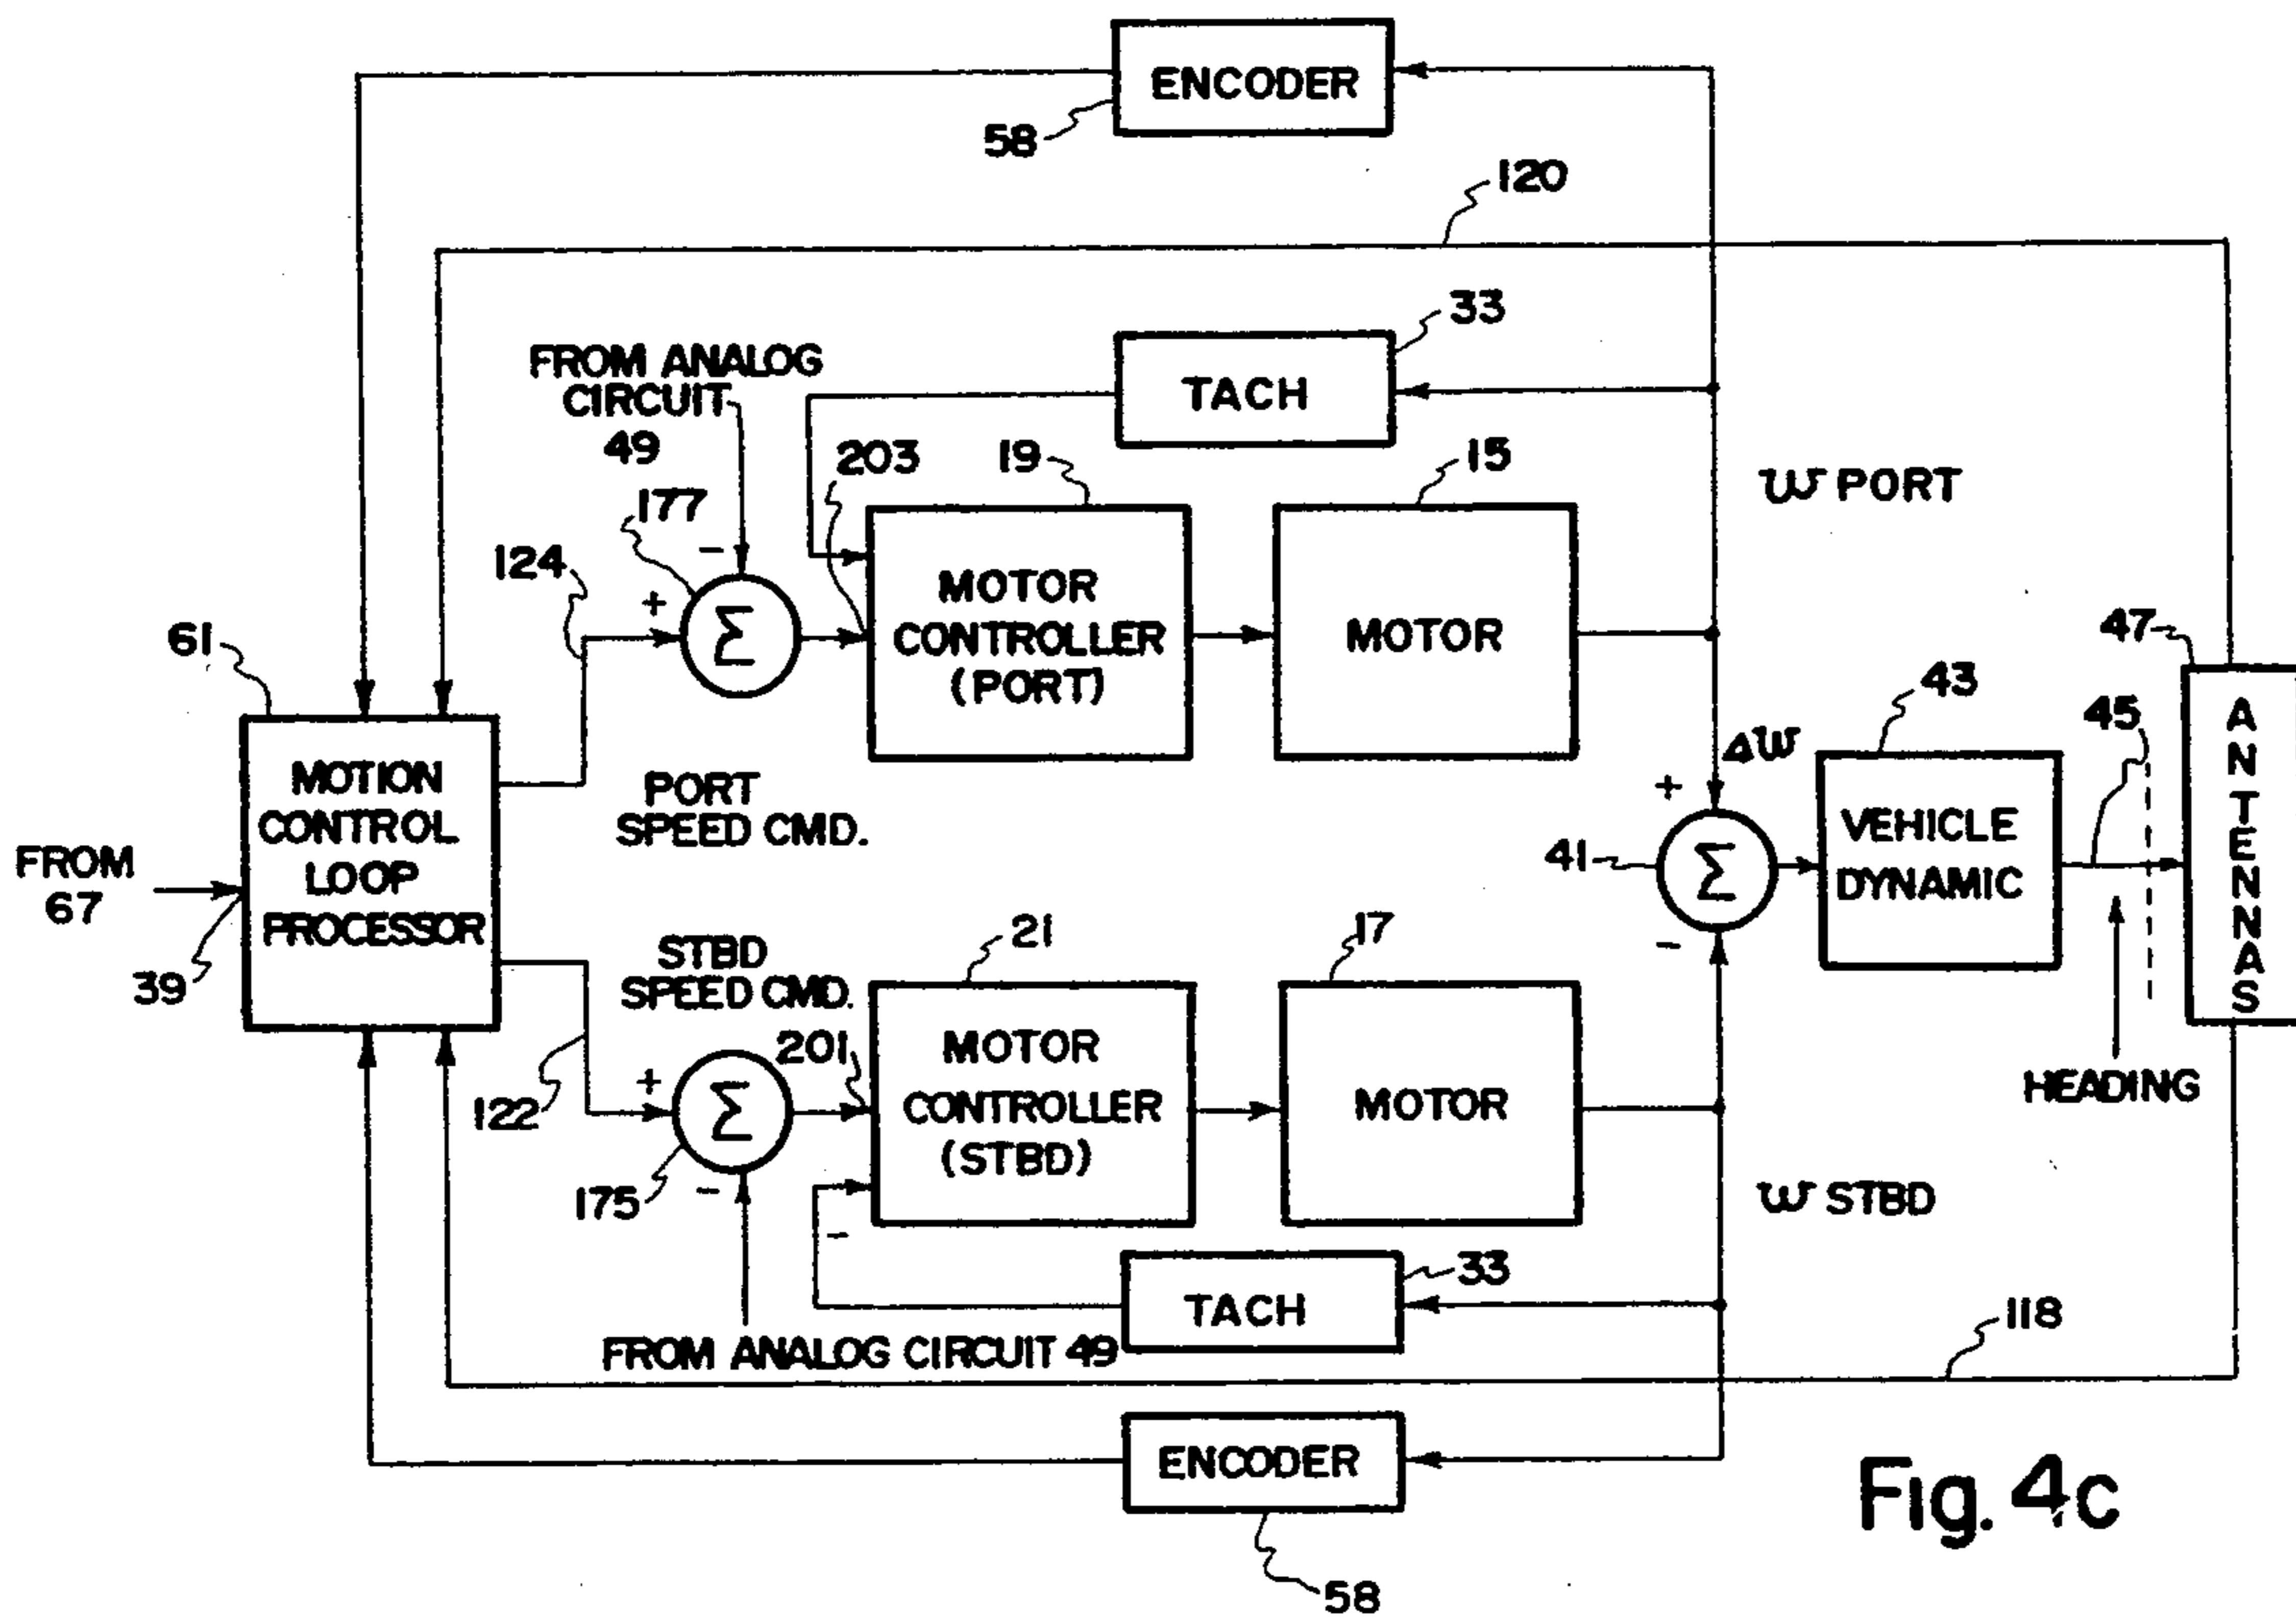 ENCODER
58
120
33
TACH
FROM ANALOG
CIRCUIT
49
203
19
15
177
-
W PORT
124
+
Σ
MOTOR
CONTROLLER
(PORT)
MOTOR
61
47
43
45
ANTENNAS
ΔW
MOTION
CONTROL
LOOP
PROCESSOR
PORT
SPEED CMD.
+
41
Σ
-
VEHICLE
DYNAMIC
FROM
67
39
STBD
SPEED CMD.
21
17
HEADING
201
122
+
Σ
175
-
MOTOR
CONTROLLER
(STBD)
MOTOR
-
W STBD
33
TACH
FROM ANALOG CIRCUIT 49
118
ENCODER
58
Fig. 4c